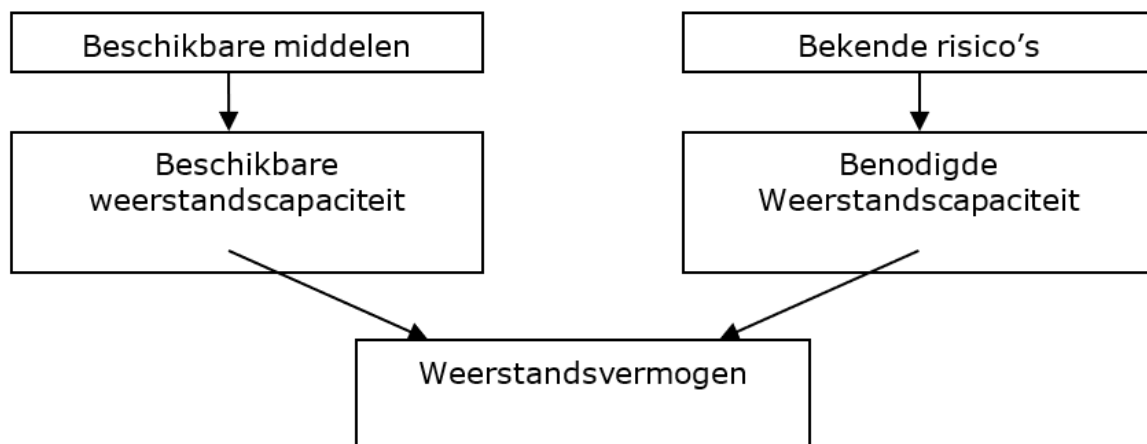 Beschikbare middelen
Bekende risico's
Beschikbare
weerstandscapaciteit
Benodigde
Weerstandscapaciteit
Weerstandsvermogen